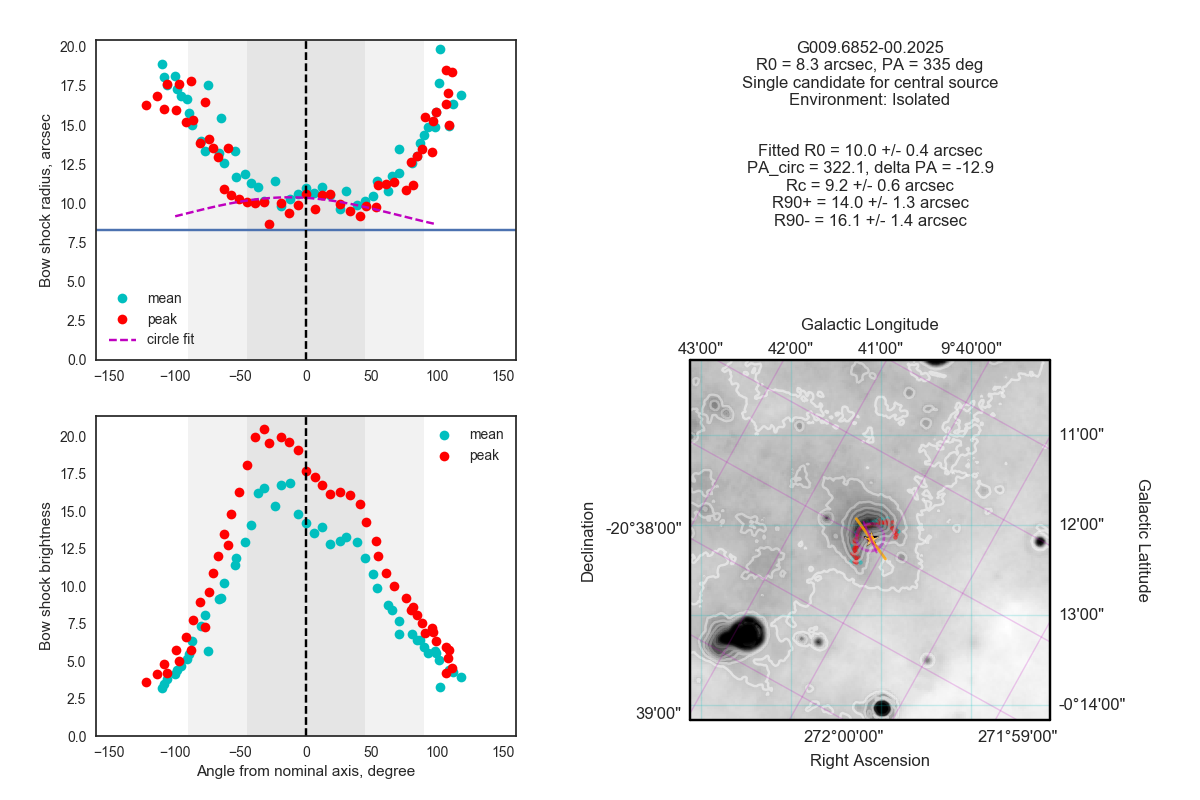 20.0
17.5
15.0
12.5
10.0
7.5
5.0
2.5
0.0
Bow shock radius, arcsec
mean
peak
circle fit
−150
−100
−50
0
50
100
150
20.0
17.5
15.0
12.5
10.0
7.5
5.0
2.5
0.0
Bow shock brightness
mean
peak
−150
−100
−50
0
50
100
150
Angle from nominal axis, degree
G009.6852-00.2025
R0 = 8.3 arcsec, PA = 335 deg
Single candidate for central source
Environment: Isolated
Fitted R0 = 10.0 +/- 0.4 arcsec
PA_circ = 322.1, delta PA = -12.9
Rc = 9.2 +/- 0.6 arcsec
R90+ = 14.0 +/- 1.3 arcsec
R90- = 16.1 +/- 1.4 arcsec
Galactic Longitude
43'00"
42'00"
41'00"
9°40'00"
11'00"
12'00"
13'00"
-0°14'00"
Galactic Latitude
Declination
-20°38'00"
39'00"
272°00'00"
271°59'00"
Right Ascension